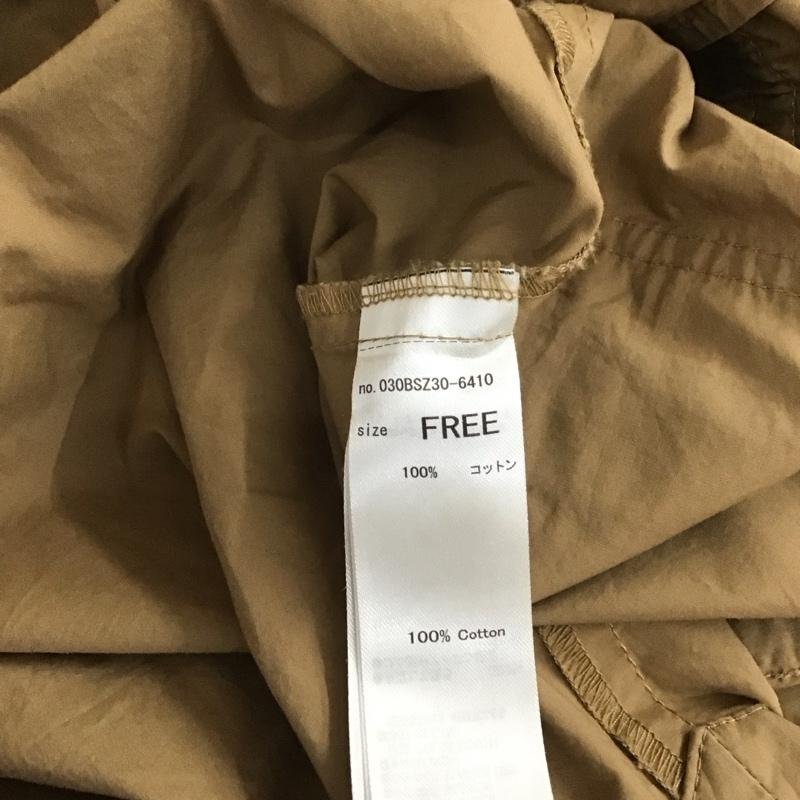 no. 030BSZ30-6410
size FREE
100% コットン
100% Cotton